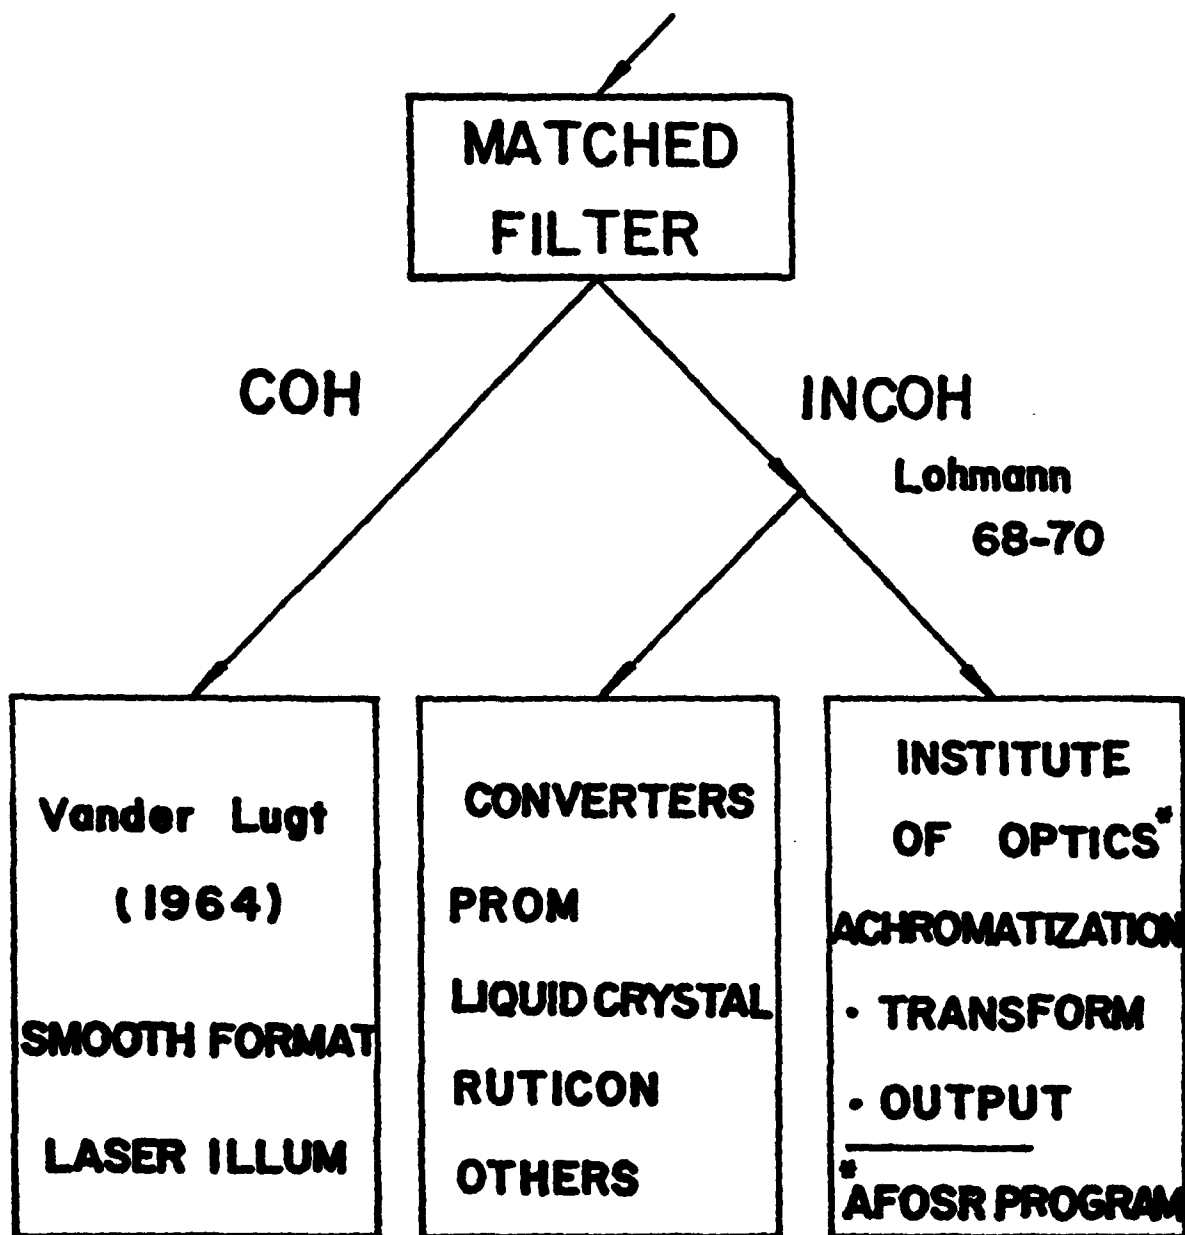 MATCHED
FILTER
COH
INCOH
Lohmann
68-70
Vander Lugt
(1964)
SMOOTH FORMAT
LASER ILLUM
CONVERTERS
PROM
LIQUID CRYSTAL
RUTICON
OTHERS
INSTITUTE
OF OPTICS*
ACHROMATIZATION
• TRANSFORM
• OUTPUT
*AFOSR PROGRAM